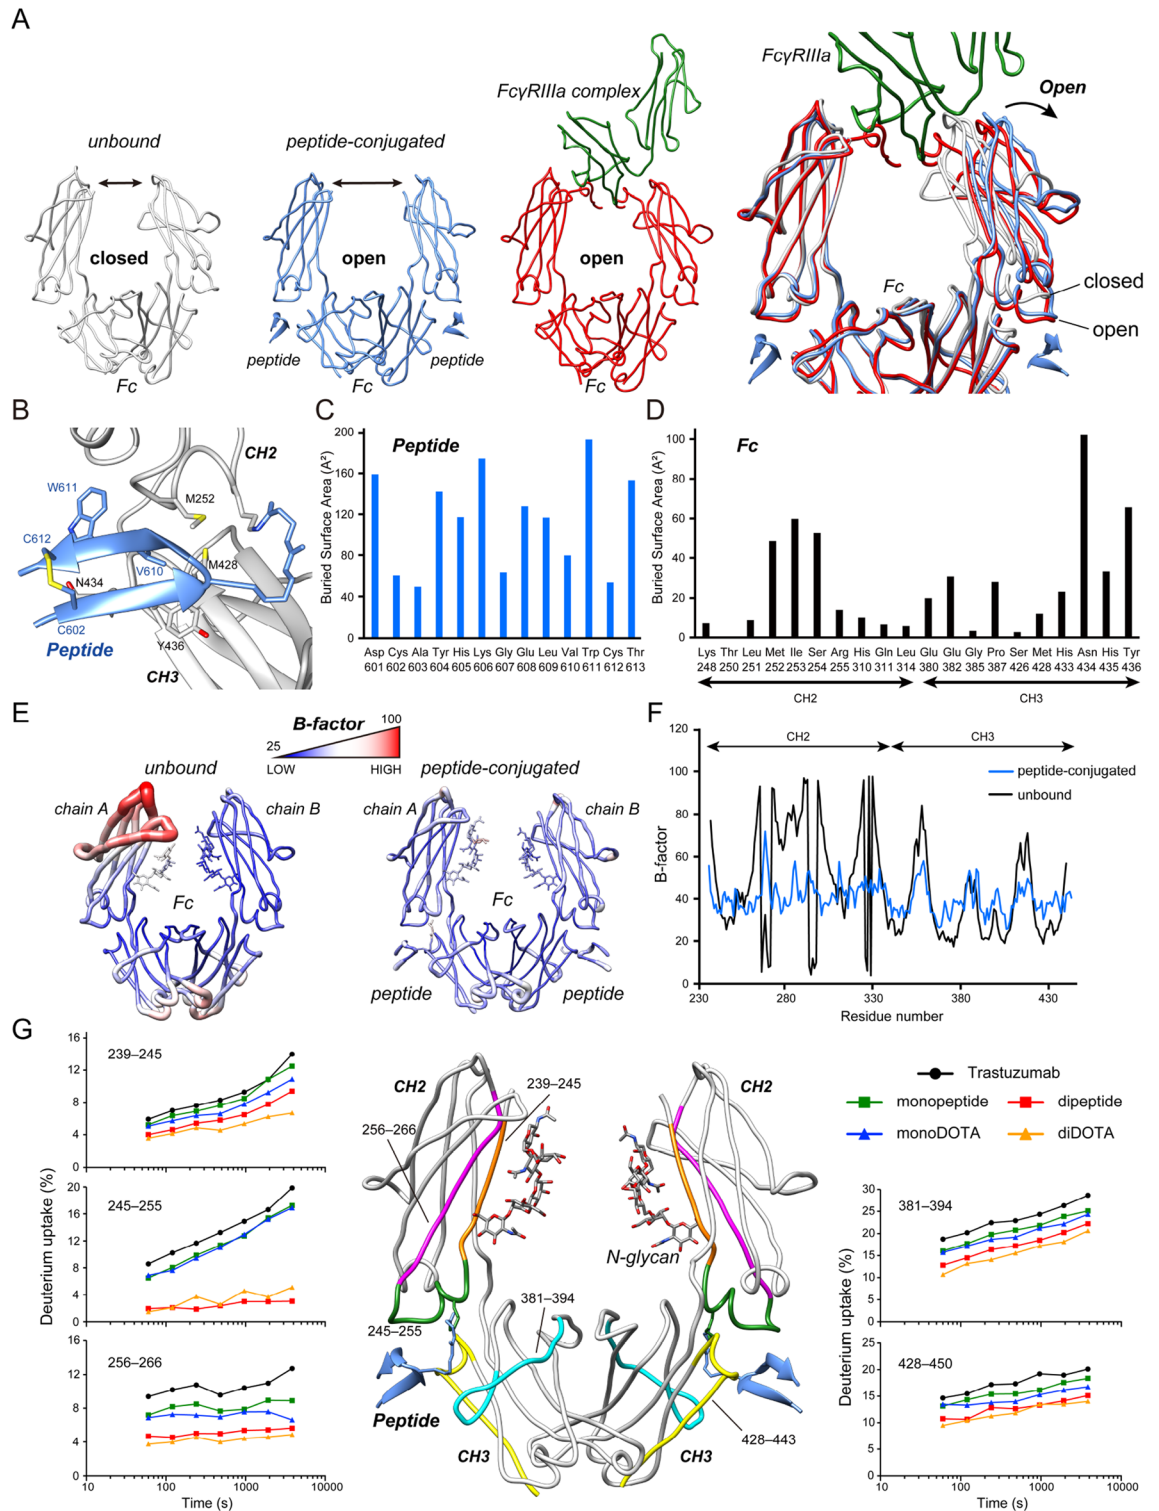 A
unbound
closed
Fc
peptide-conjugated
open
peptide
peptide
Fc
FcγRIIIa complex
open
Fc
FcγRIIIa
Open
Fc
closed
open
B
CH2
W611
M252
C612
V610
M428
N434
C602
Y436
Peptide
CH3
C
Peptide
Buried Surface Area (A²)
200
160
120
80
40
0
Asp Cys Ala Tyr His Lys Gly Glu Leu Val Trp Cys Thr
601 602 603 604 605 606 607 608 609 610 611 612 613
D
Fc
Buried Surface Area (A²)
100
80
60
40
20
0
Lys Thr Leu Met Ile Ser Arg His Gln Leu Glu Glu Gly Pro Ser Met His Asn His Tyr
248 250 251 252 253 254 255 310 311 314 380 382 385 387 426 428 433 434 435 436
CH2
CH3
E
B-factor
25
100
LOW
HIGH
unbound
chain A
chain B
Fc
peptide-conjugated
chain A
chain B
Fc
peptide
peptide
F
B-factor
120
100
80
60
40
20
0
CH2
CH3
peptide-conjugated
unbound
230 280 330 380 430
Residue number
G
Deuterium uptake (%)
16
12
8
4
0
239–245
20
16
12
8
4
0
245–255
16
12
8
4
0
256–266
10 100 1000 10000
Time (s)
CH2
239–245
256–266
CH2
N-glycan
381–394
245–255
Peptide
CH3
CH3
428–443
Trastuzumab
monopeptide
dipeptide
monoDOTA
diDOTA
Deuterium uptake (%)
30
25
20
15
10
5
0
381–394
25
20
15
10
5
0
428–450
10 100 1000 10000
Time (s)